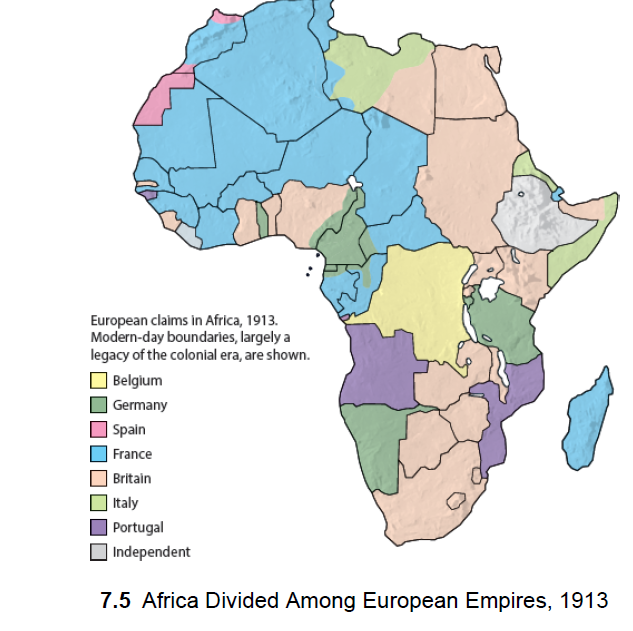 European claims in Africa, 1913.
Modern-day boundaries, largely a
legacy of the colonial era, are shown.
Belgium
Germany
Spain
France
Britain
Italy
Portugal
Independent
7.5 Africa Divided Among European Empires, 1913